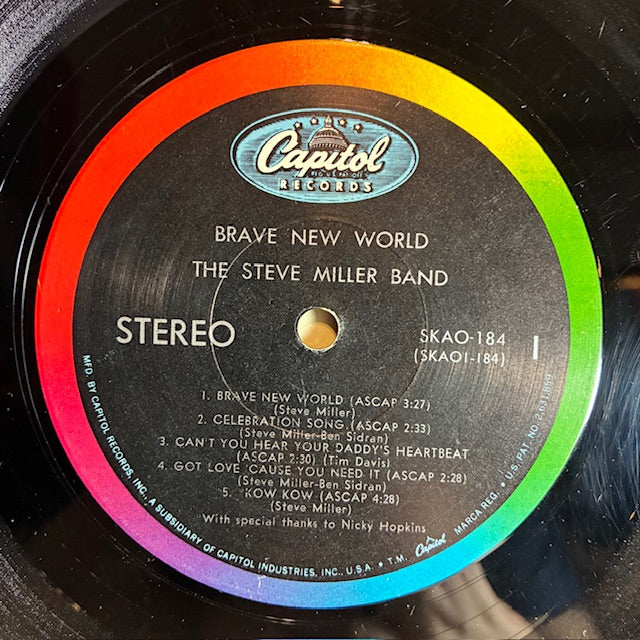 Capitol
REG. U.S. PAT. OFF.
RECORDS
BRAVE NEW WORLD
THE STEVE MILLER BAND
STEREO
SKAO-184
(SKAO1-184)
1
1. BRAVE NEW WORLD (ASCAP 3:27)
(Steve Miller)
2. CELEBRATION SONG (ASCAP 2:33)
(Steve Miller-Ben Sidran)
3. CAN'T YOU HEAR YOUR DADDY'S HEARTBEAT
(ASCAP 2:30) (Tim Davis)
4. GOT LOVE 'CAUSE YOU NEED IT (ASCAP 2:28)
(Steve Miller-Ben Sidran)
5. *KOW KOW (ASCAP 4:28)
(Steve Miller)
*With special thanks to Nicky Hopkins
MFD. BY CAPITOL RECORDS, INC., A SUBSIDIARY OF CAPITOL INDUSTRIES, INC., U.S.A. • T.M. Capitol MARCA REG. • U.S. PAT. NO. 2,631,859